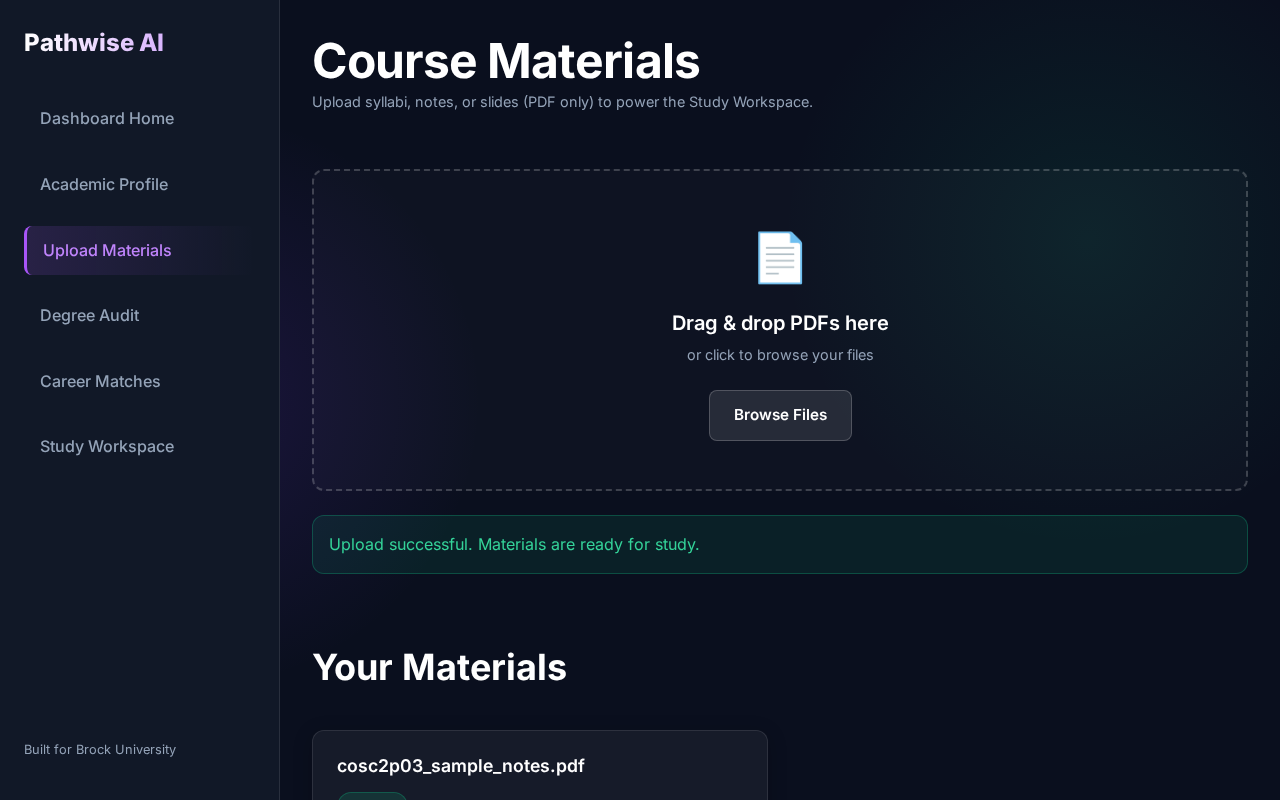 Pathwise AI
Dashboard Home
Academic Profile
Upload Materials
Degree Audit
Career Matches
Study Workspace
Built for Brock University
Course Materials
Upload syllabi, notes, or slides (PDF only) to power the Study Workspace.
Drag & drop PDFs here
or click to browse your files
Browse Files
Upload successful. Materials are ready for study.
Your Materials
cosc2p03_sample_notes.pdf